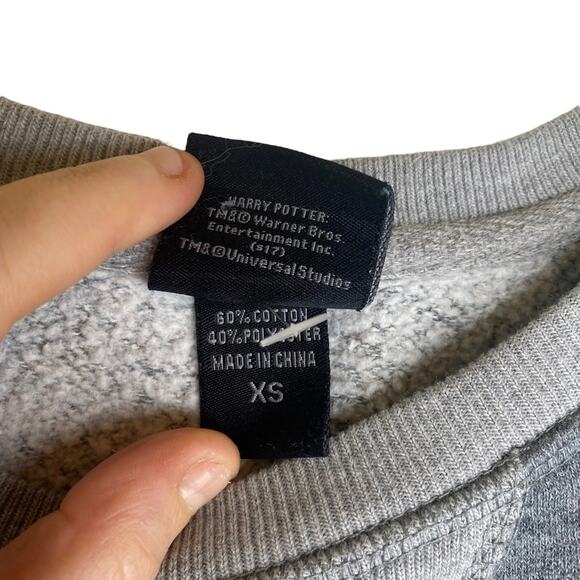 HARRY POTTER:
TM&© Warner Bros.
Entertainment Inc.
(s17)
TM&©Universal Studios
60% COTTON
40% POLYESTER
MADE IN CHINA
XS